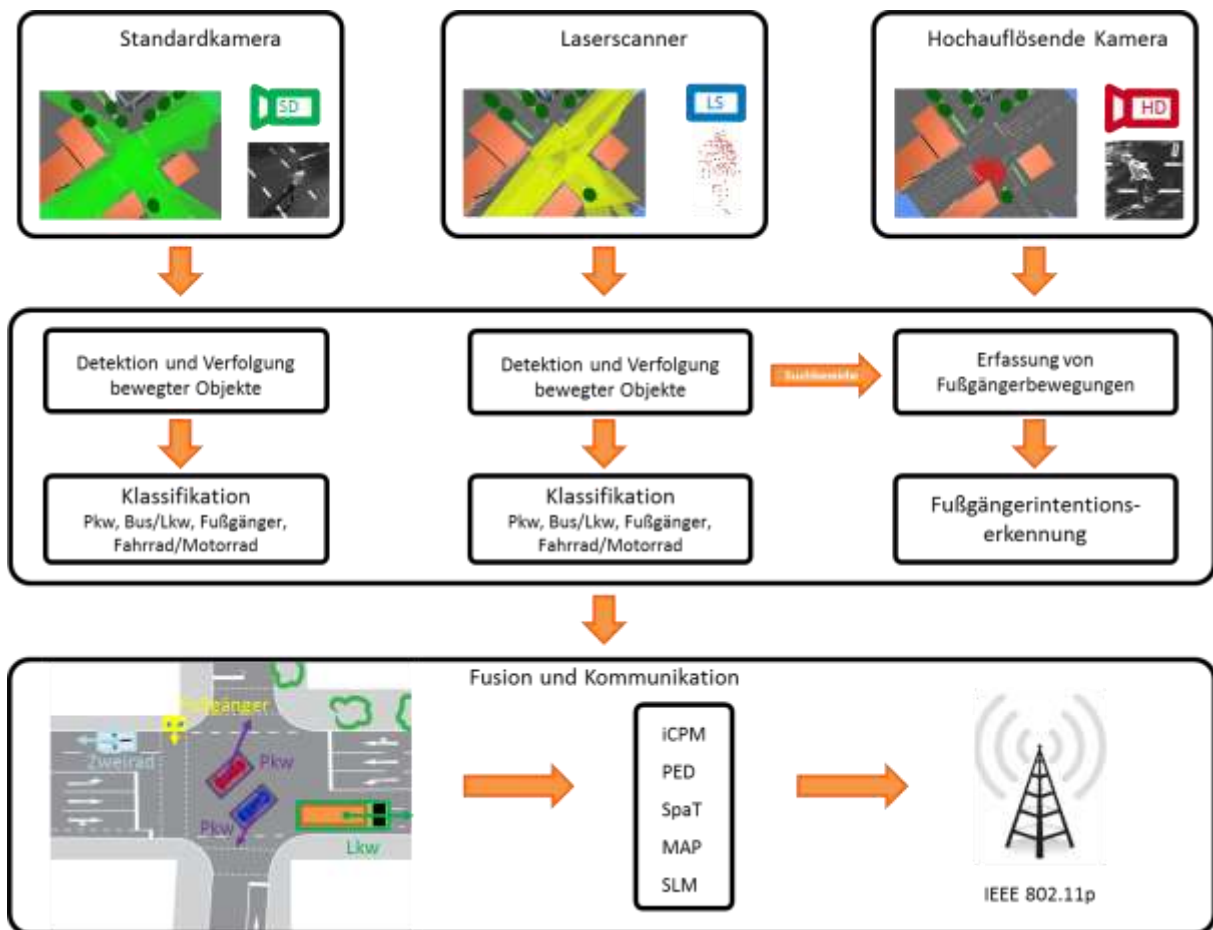 Standardkamera
SD
Laserscanner
LS
Hochauflösende Kamera
HD
Detektion und Verfolgung
bewegter Objekte
Detektion und Verfolgung
bewegter Objekte
Erfassung von
Fußgängerbewegungen
Klassifikation
Pkw, Bus/Lkw, Fußgänger,
Fahrrad/Motorrad
Klassifikation
Pkw, Bus/Lkw, Fußgänger,
Fahrrad/Motorrad
Fußgängerintentions-
erkennung
Fusion und Kommunikation
Fußgänger
Zweirad
Pkw
Pkw
Lkw
iCPM
PED
SpaT
MAP
SLM
IEEE 802.11p